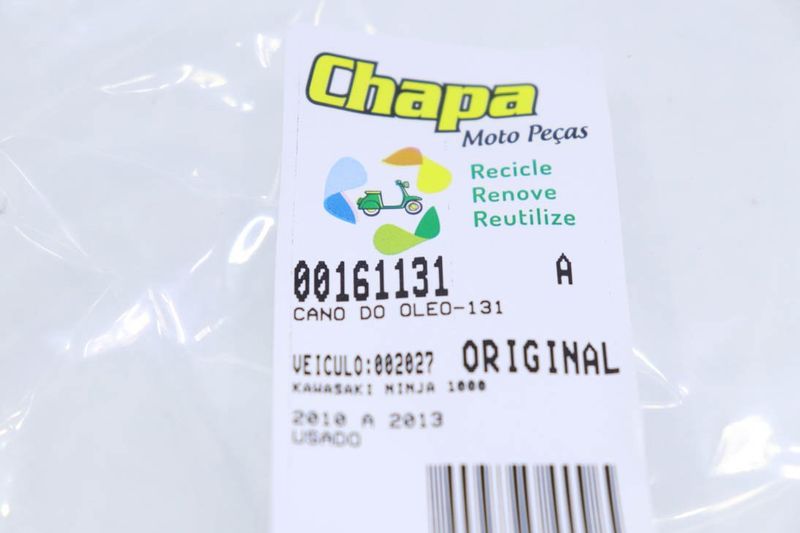 Chapa
Moto Peças
Recicle
Renove
Reutilize
00161131 A
CANO DO OLEO-131
VEICULO:002027 ORIGINAL
KAWASAKI NINJA 1000
2010 A 2013
USADO